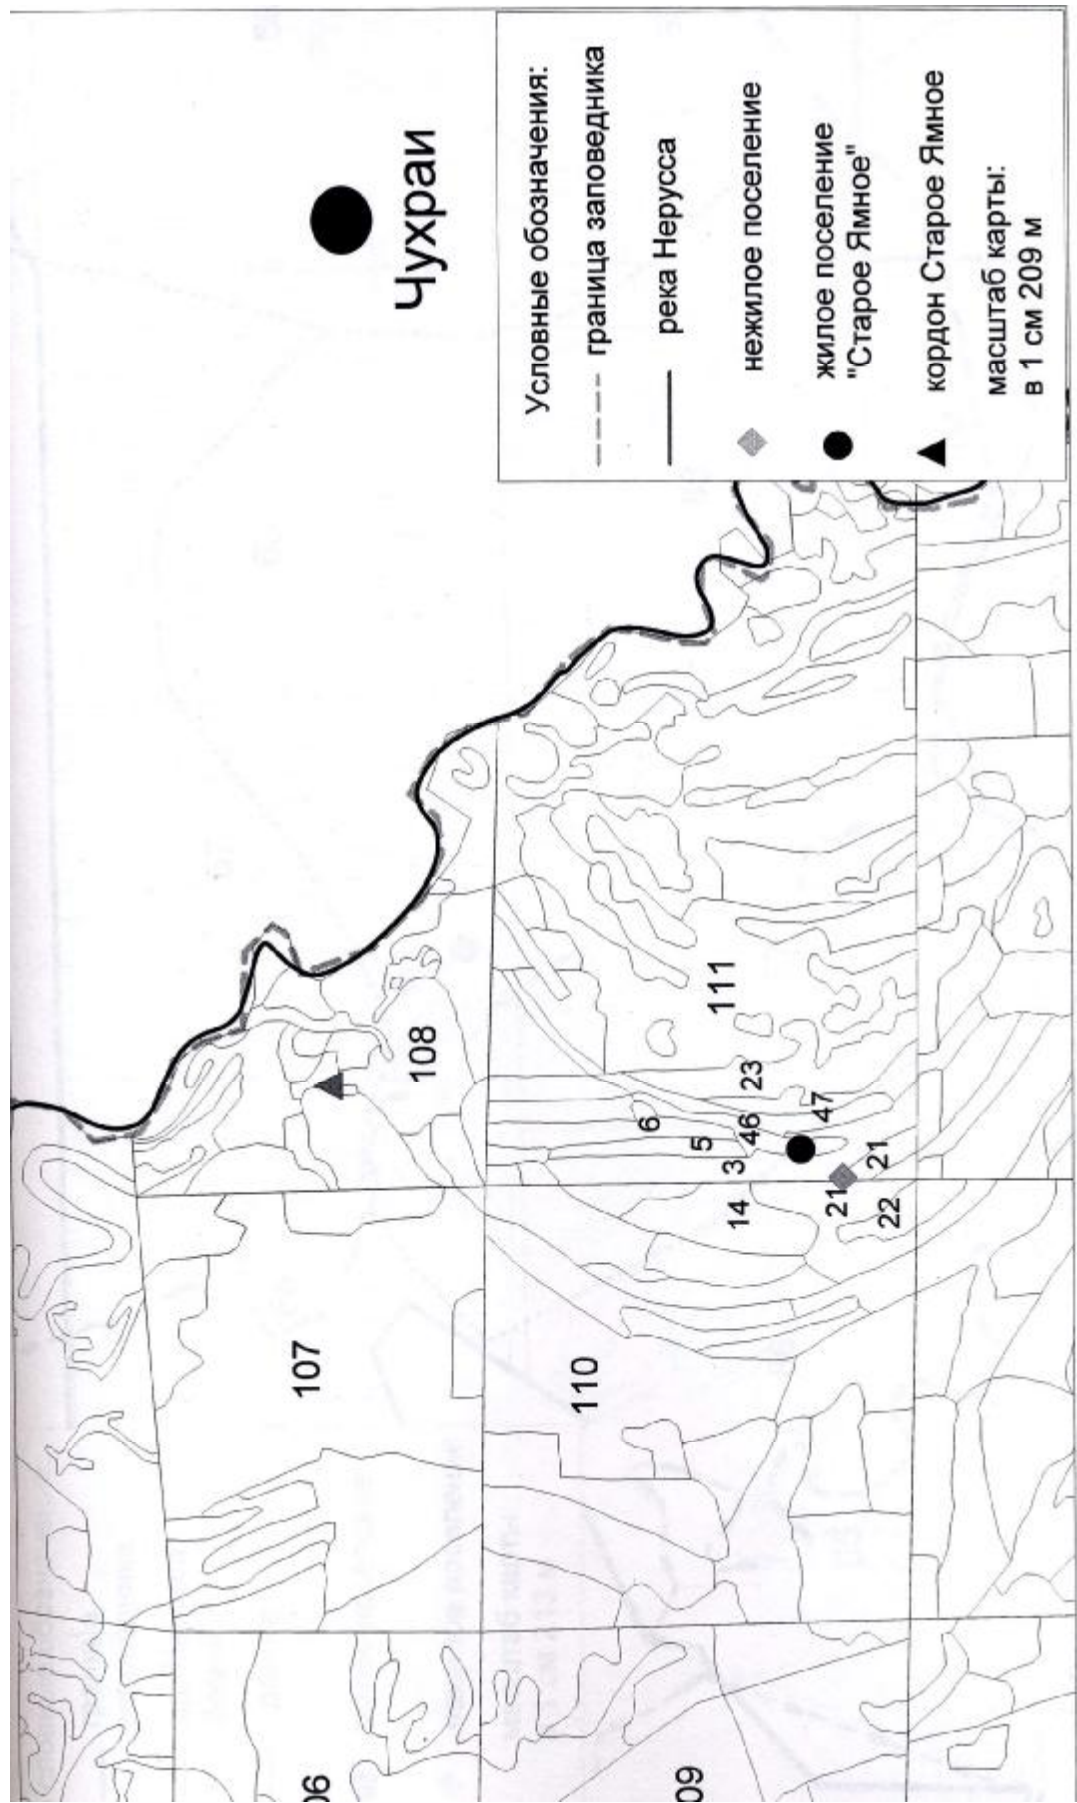 Чухраи
Условные обозначения:
граница заповедника
река Нерусса
нежилое поселение
жилое поселение
"Старое Ямное"
кордон Старое Ямное
масштаб карты:
в 1 см 209 м
108
111
23
6
46
47
5
3
21
21
14
22
107
110
06
09